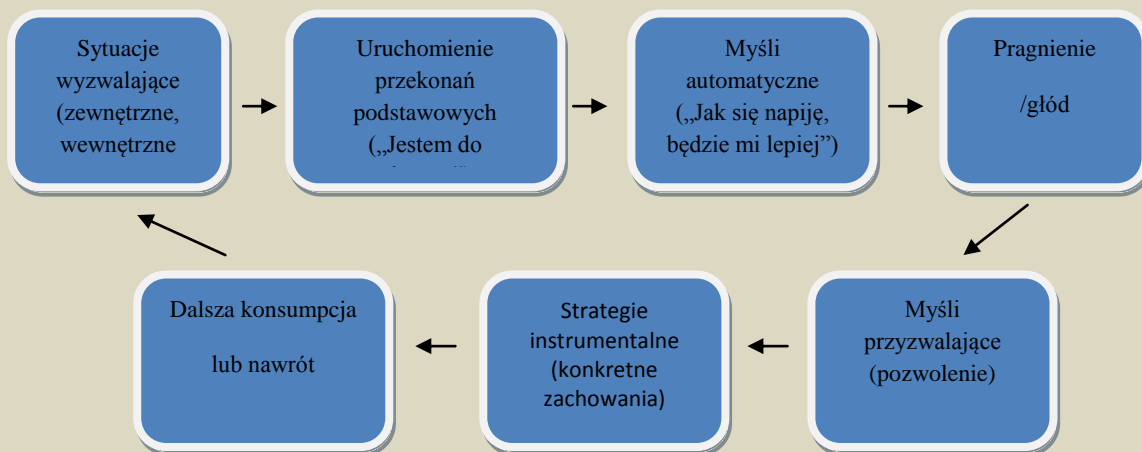 Sytuacje
wyzwalające
(zewnętrzne,
wewnętrzne
Uruchomienie
przekonań
podstawowych
(„Jestem do
Myśli
automatyczne
(„Jak się napiję,
będzie mi lepiej”)
Pragnienie
/głód
Dalsza konsumpcja
lub nawrót
Strategie
instrumentalne
(konkretne
zachowania)
Myśli
przyzwalające
(pozwolenie)